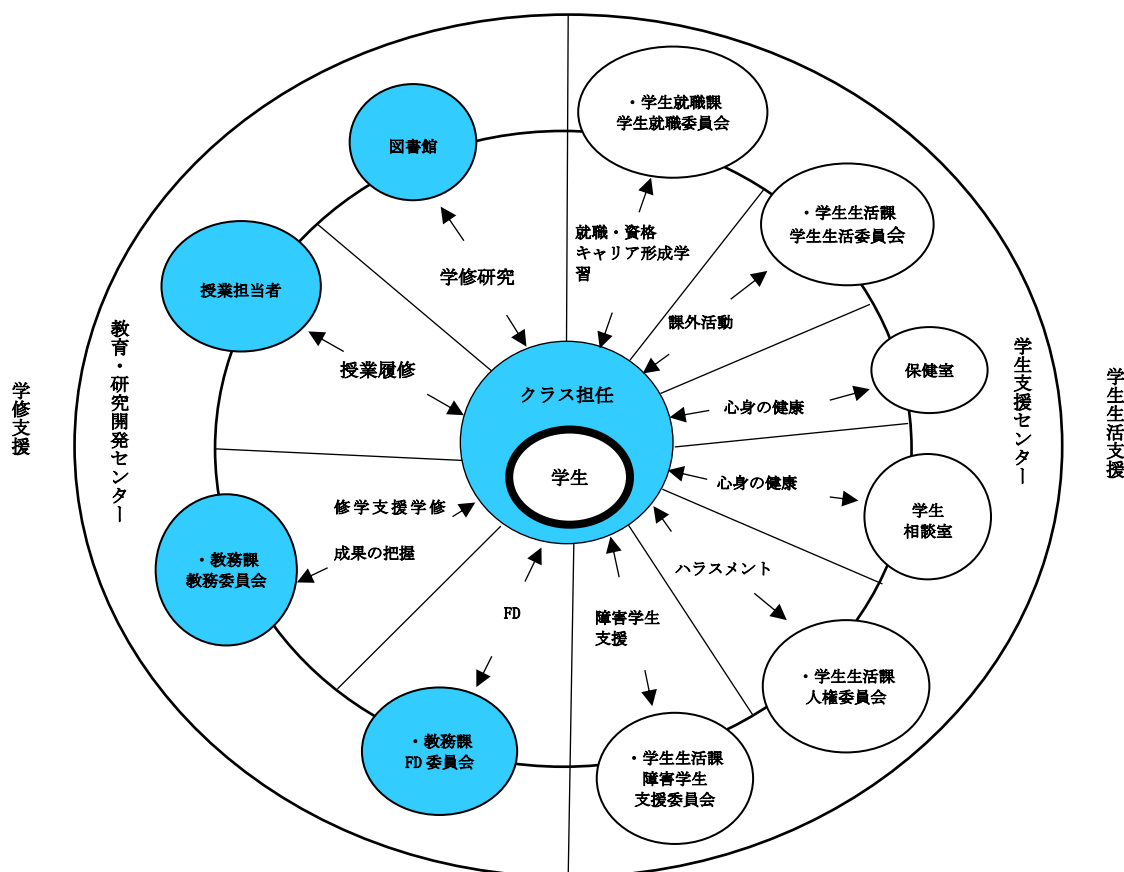 ・学生就職課
学生就職委員会
図書館
・学生生活課
学生生活委員会
就職・資格
キャリア形成学
習
学修研究
授業担当者
課外活動
教育・研究開発センター
学生支援センター
学修支援
学生生活支援
授業履修
保健室
クラス担任
心身の健康
学生
心身の健康
学生
相談室
修学支援学修
成果の把握
・教務課
教務委員会
ハラスメント
FD
障害学生
支援
・学生生活課
人権委員会
・教務課
FD 委員会
・学生生活課
障害学生
支援委員会